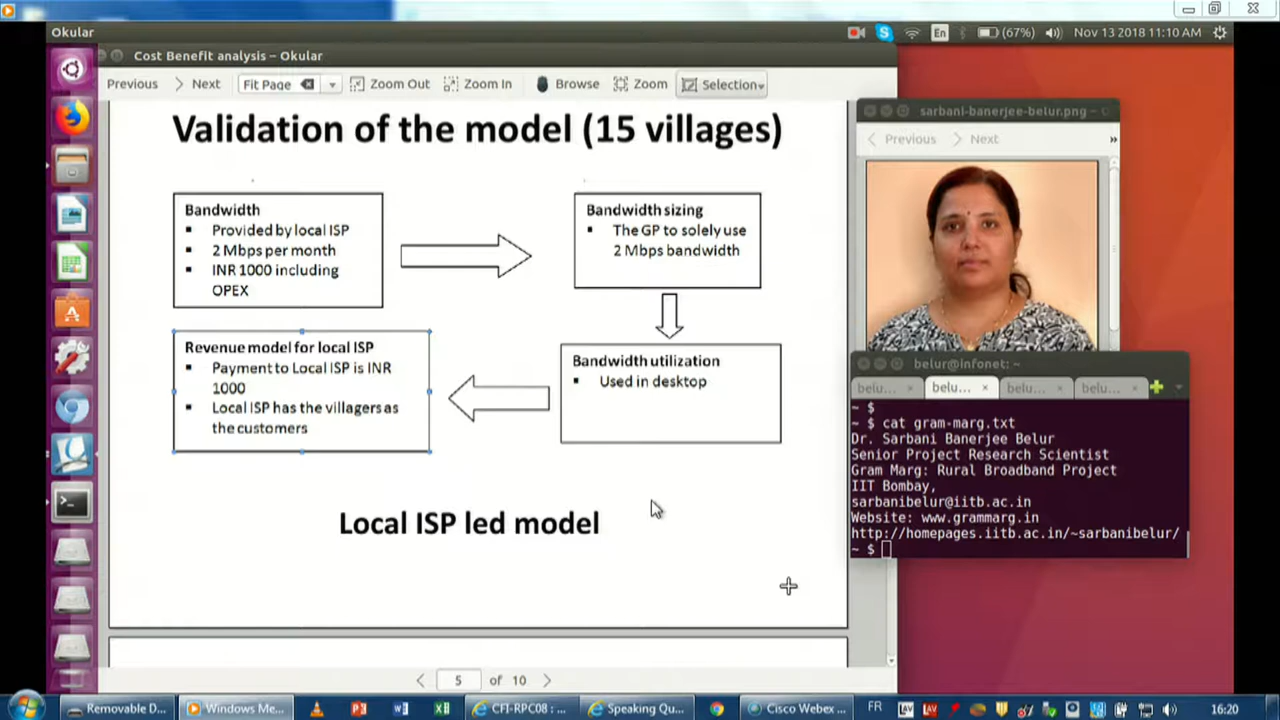 Okular
En
(67%)
Nov 13 2018 11:10 AM
Cost Benefit analysis – Okular
Previous
Next
Fit Page
Zoom Out
Zoom In
Browse
Zoom
Selection
Validation of the model (15 villages)
Bandwidth
▪ Provided by local ISP
▪ 2 Mbps per month
▪ INR 1000 including
OPEX
Bandwidth sizing
▪ The GP to solely use
2 Mbps bandwidth
Revenue model for local ISP
▪ Payment to Local ISP is INR
1000
▪ Local ISP has the villagers as
the customers
Bandwidth utilization
▪ Used in desktop
Local ISP led model
5 of 10
sarbani-banerjee-belur.png –
Previous
Next
»
belur@infonet: ~
belu...
belu...
belu...
belu...
~ $
~ $ cat gram-marg.txt
Dr. Sarbani Banerjee Belur
Senior Project Research Scientist
Gram Marg: Rural Broadband Project
IIT Bombay,
sarbanibelur@iitb.ac.in
Website: www.grammarg.in
http://homepages.iitb.ac.in/~sarbanibelur/
~ $
Removable D...
Windows Me...
CFI-RPC08 : ...
Speaking Qu...
Cisco Webex ...
FR
16:20